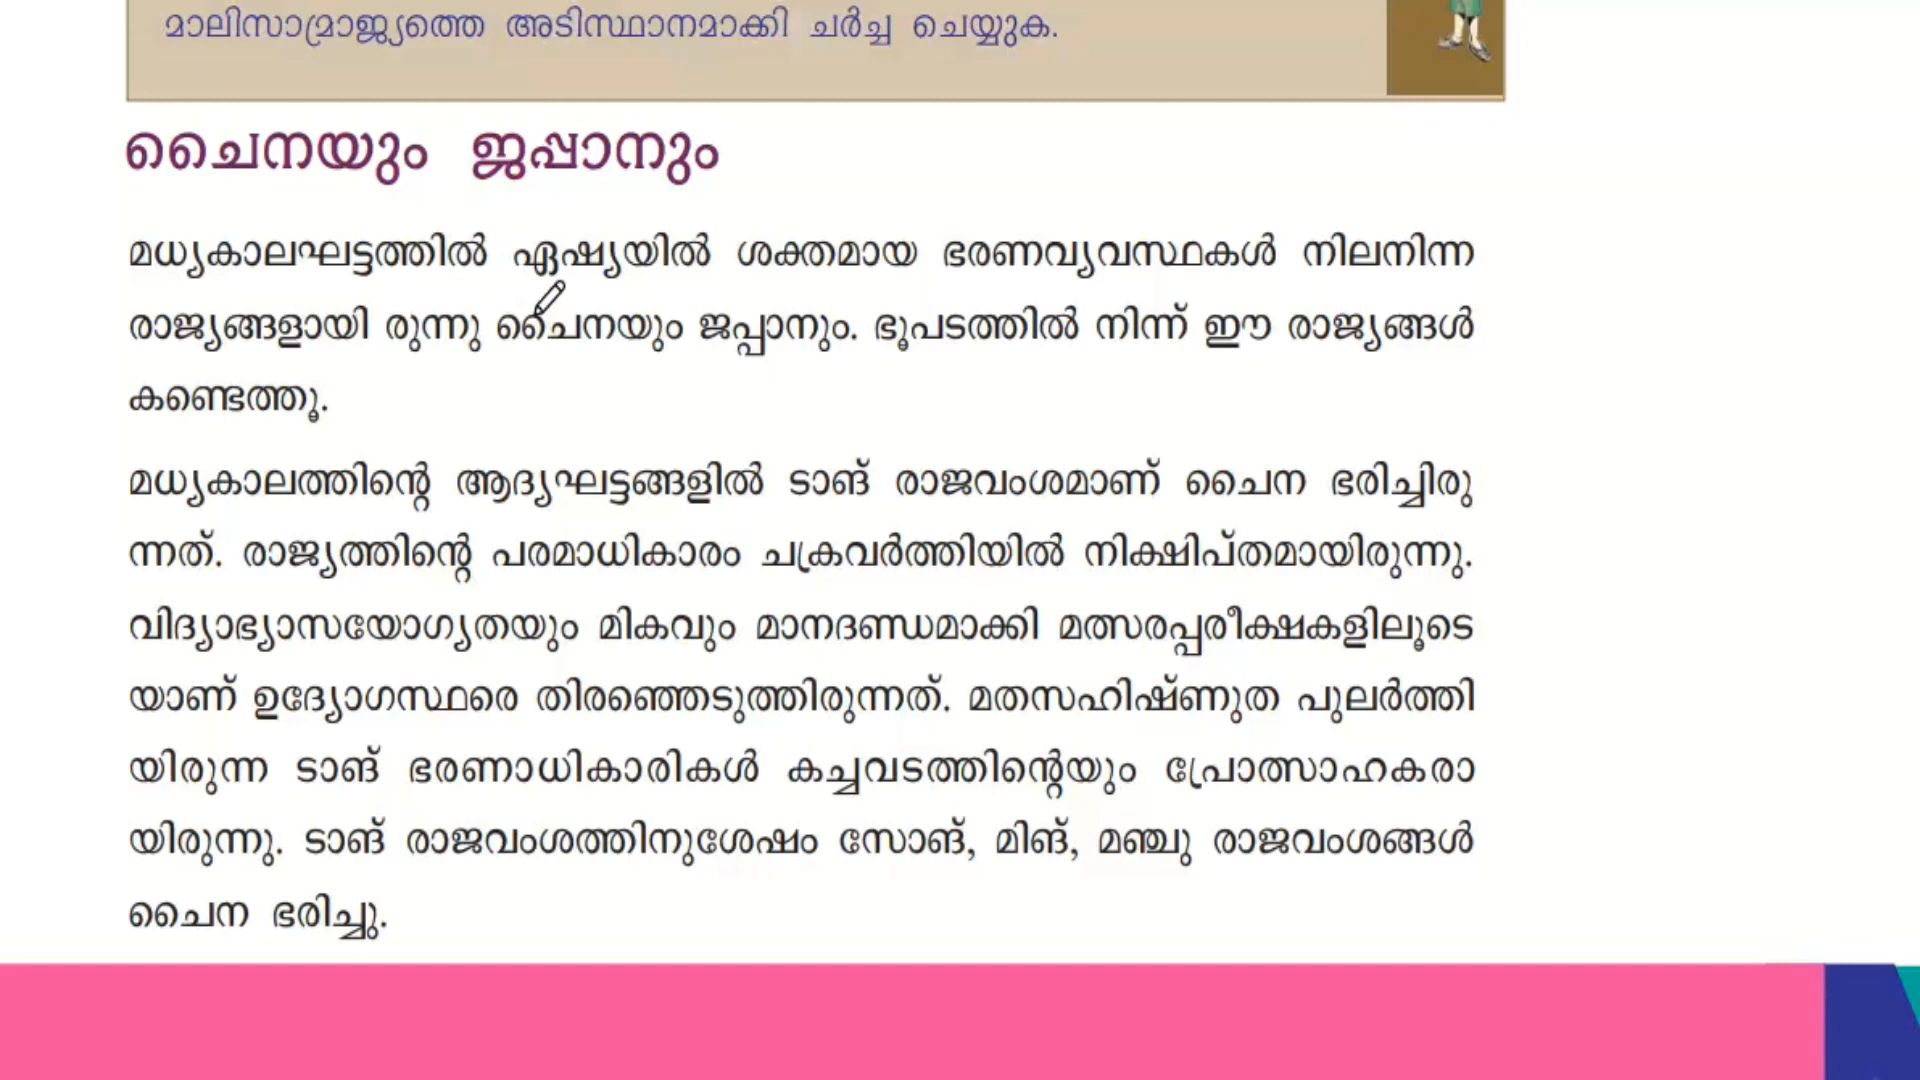 മാലിസാമ്രാജ്യത്തെ അടിസ്ഥാനമാക്കി ചർച്ച ചെയ്യുക.
ചൈനയും ജപ്പാനും
മധ്യകാലഘട്ടത്തിൽ ഏഷ്യയിൽ ശക്തമായ ഭരണവ്യവസ്ഥകൾ നിലനിന്ന
രാജ്യങ്ങളായി രുന്നു ചൈനയും ജപ്പാനും. ഭൂപടത്തിൽ നിന്ന് ഈ രാജ്യങ്ങൾ
കണ്ടെത്തൂ.
മധ്യകാലത്തിന്റെ ആദ്യഘട്ടങ്ങളിൽ ടാങ് രാജവംശമാണ് ചൈന ഭരിച്ചിരു
ന്നത്. രാജ്യത്തിന്റെ പരമാധികാരം ചക്രവർത്തിയിൽ നിക്ഷിപ്തമായിരുന്നു.
വിദ്യാഭ്യാസയോഗ്യതയും മികവും മാനദണ്ഡമാക്കി മത്സരപ്പരീക്ഷകളിലൂടെ
യാണ് ഉദ്യോഗസ്ഥരെ തിരഞ്ഞെടുത്തിരുന്നത്. മതസഹിഷ്ണുത പുലർത്തി
യിരുന്ന ടാങ് ഭരണാധികാരികൾ കച്ചവടത്തിന്റെയും പ്രോത്സാഹകരാ
യിരുന്നു. ടാങ് രാജവംശത്തിനുശേഷം സോങ്, മിങ്, മഞ്ചു രാജവംശങ്ങൾ
ചൈന ഭരിച്ചു.